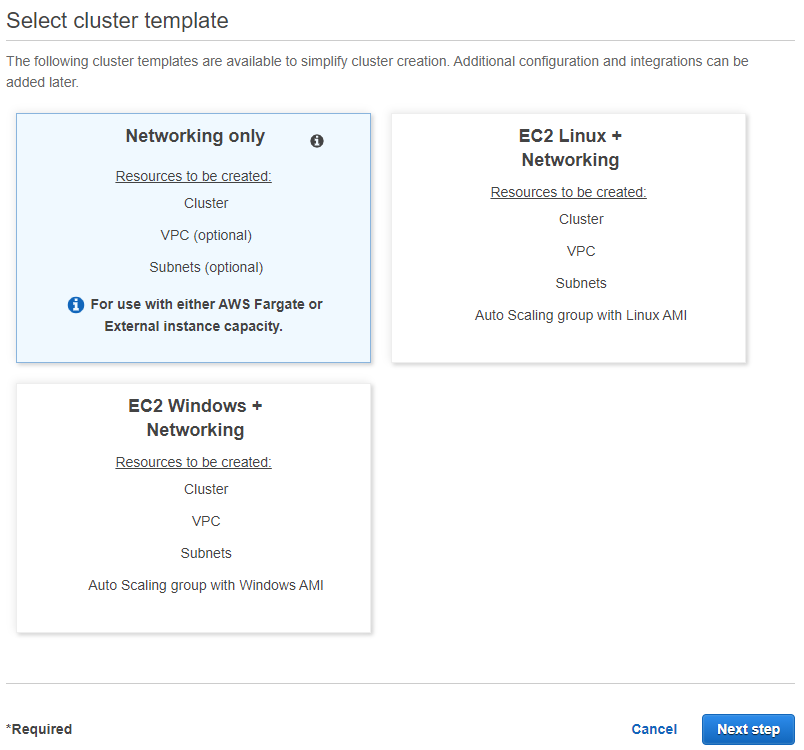 Select cluster template
The following cluster templates are available to simplify cluster creation. Additional configuration and integrations can be
added later.
Networking only
Resources to be created:
Cluster
VPC (optional)
Subnets (optional)
For use with either AWS Fargate or
External instance capacity.
EC2 Linux +
Networking
Resources to be created:
Cluster
VPC
Subnets
Auto Scaling group with Linux AMI
EC2 Windows +
Networking
Resources to be created:
Cluster
VPC
Subnets
Auto Scaling group with Windows AMI
*Required
Cancel
Next step